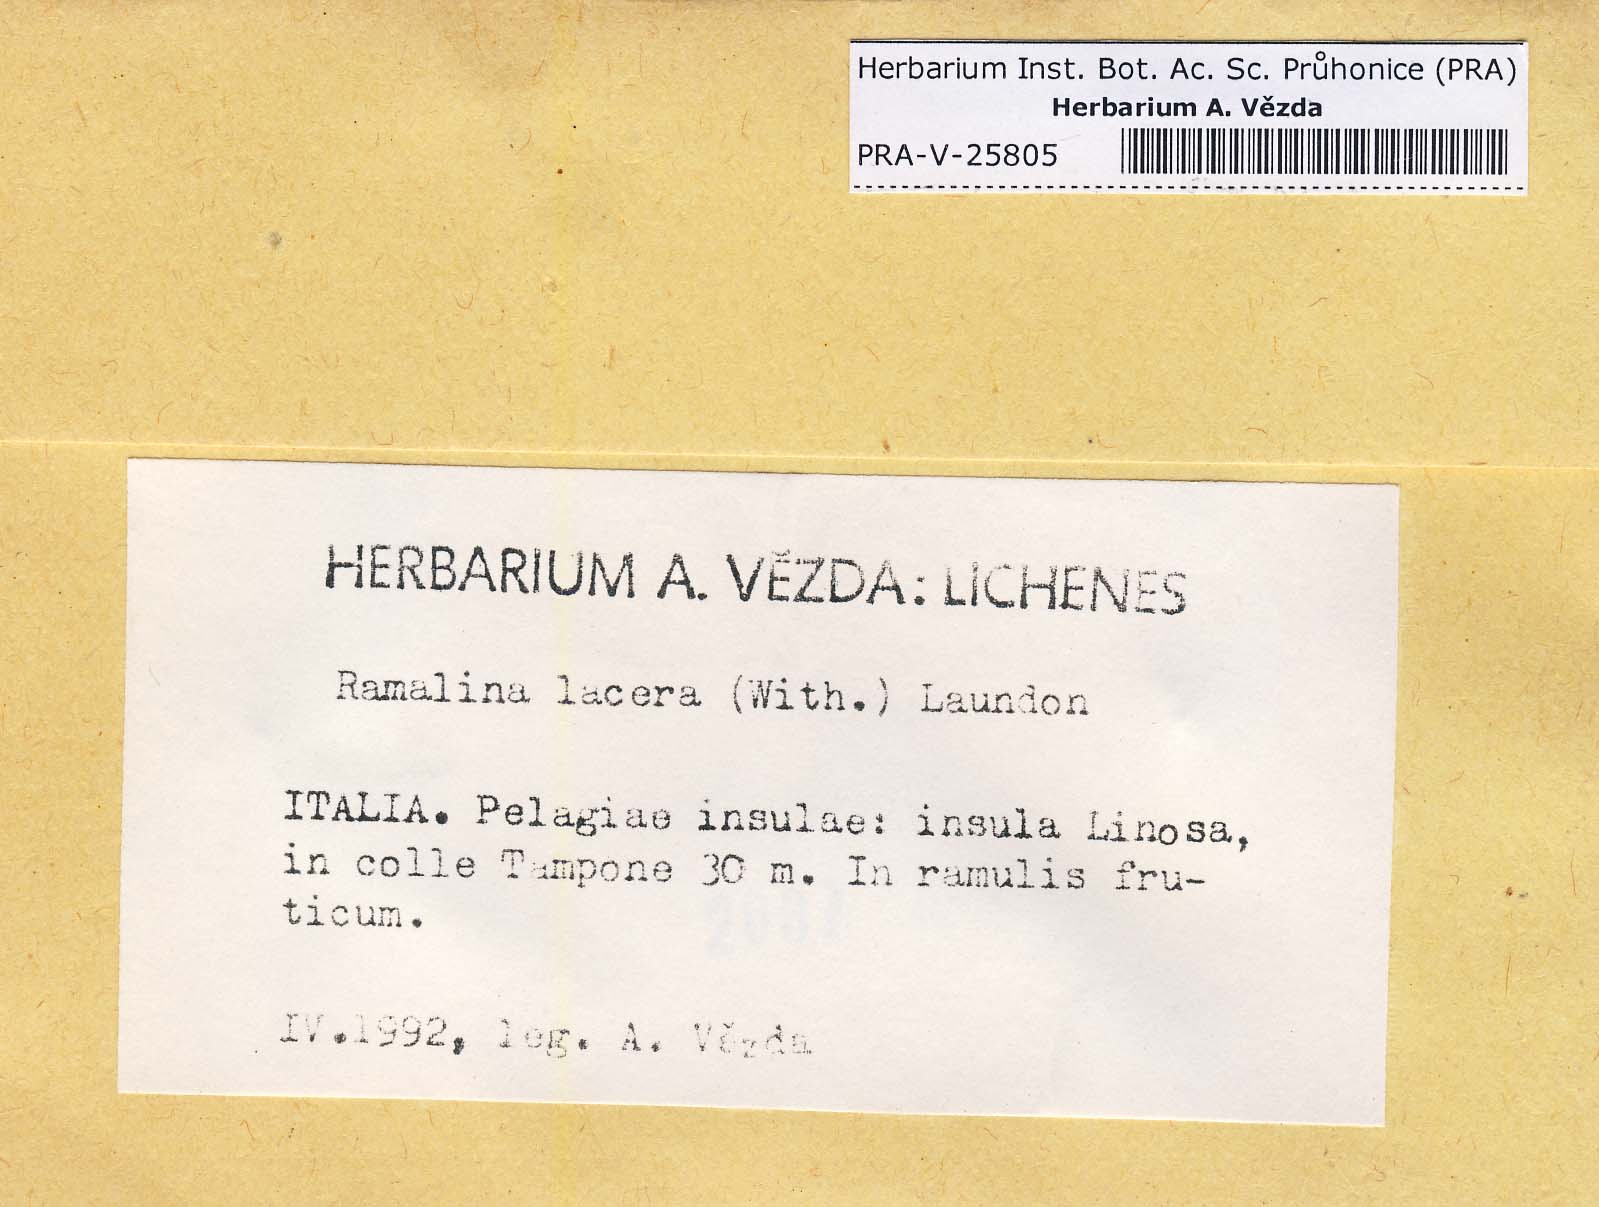 Herbarium Inst. Bot. Ac. Sc. Průhonice (PRA)
Herbarium A. Vězda
PRA-V-25805
HERBARIUM A. VĚZDA: LICHENES
Ramalina lacera (With.) Laundon
ITALIA. Pelagiae insulae: insula Linosa,
in colle Tampone 30 m. In ramulis fru-
ticum.
IV.1992, leg. A. Vězda